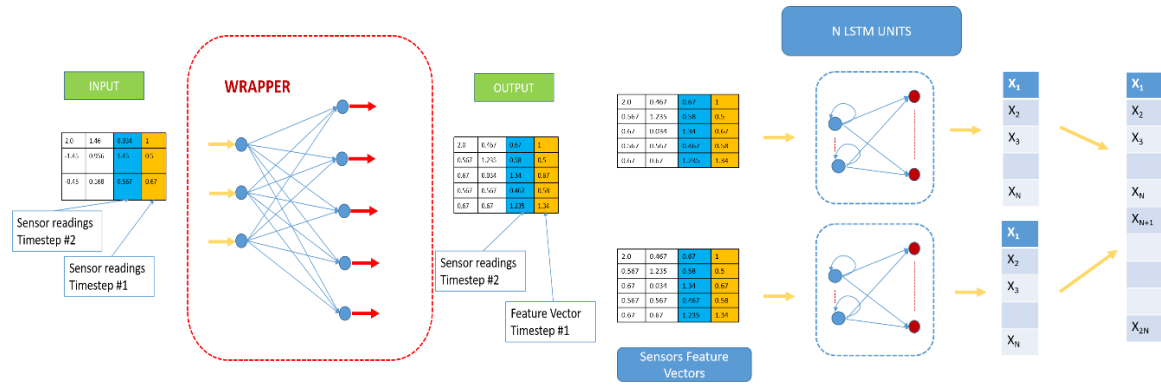 N LSTM UNITS
INPUT
WRAPPER
OUTPUT
2.0 1.46 0.034 1
-1.45 0.956 1.45 0.5
-0.45 0.168 0.567 0.67
Sensor readings
Timestep #2
Sensor readings
Timestep #1
2.0 0.467 0.67 1
0.567 1.235 0.58 0.5
0.67 0.034 1.34 0.67
0.567 0.567 0.467 0.58
0.67 0.67 1.235 1.34
Sensor readings
Timestep #2
Feature Vector
Timestep #1
2.0 0.467 0.67 1
0.567 1.235 0.58 0.5
0.67 0.034 1.34 0.67
0.567 0.567 0.467 0.58
0.67 0.67 1.235 1.34
2.0 0.467 0.67 1
0.567 1.235 0.58 0.5
0.67 0.034 1.34 0.67
0.567 0.567 0.467 0.58
0.67 0.67 1.235 1.34
Sensors Feature
Vectors
X1
X2
X3
XN
X1
X2
X3
XN
X1
X2
X3
XN
XN+1
X2N